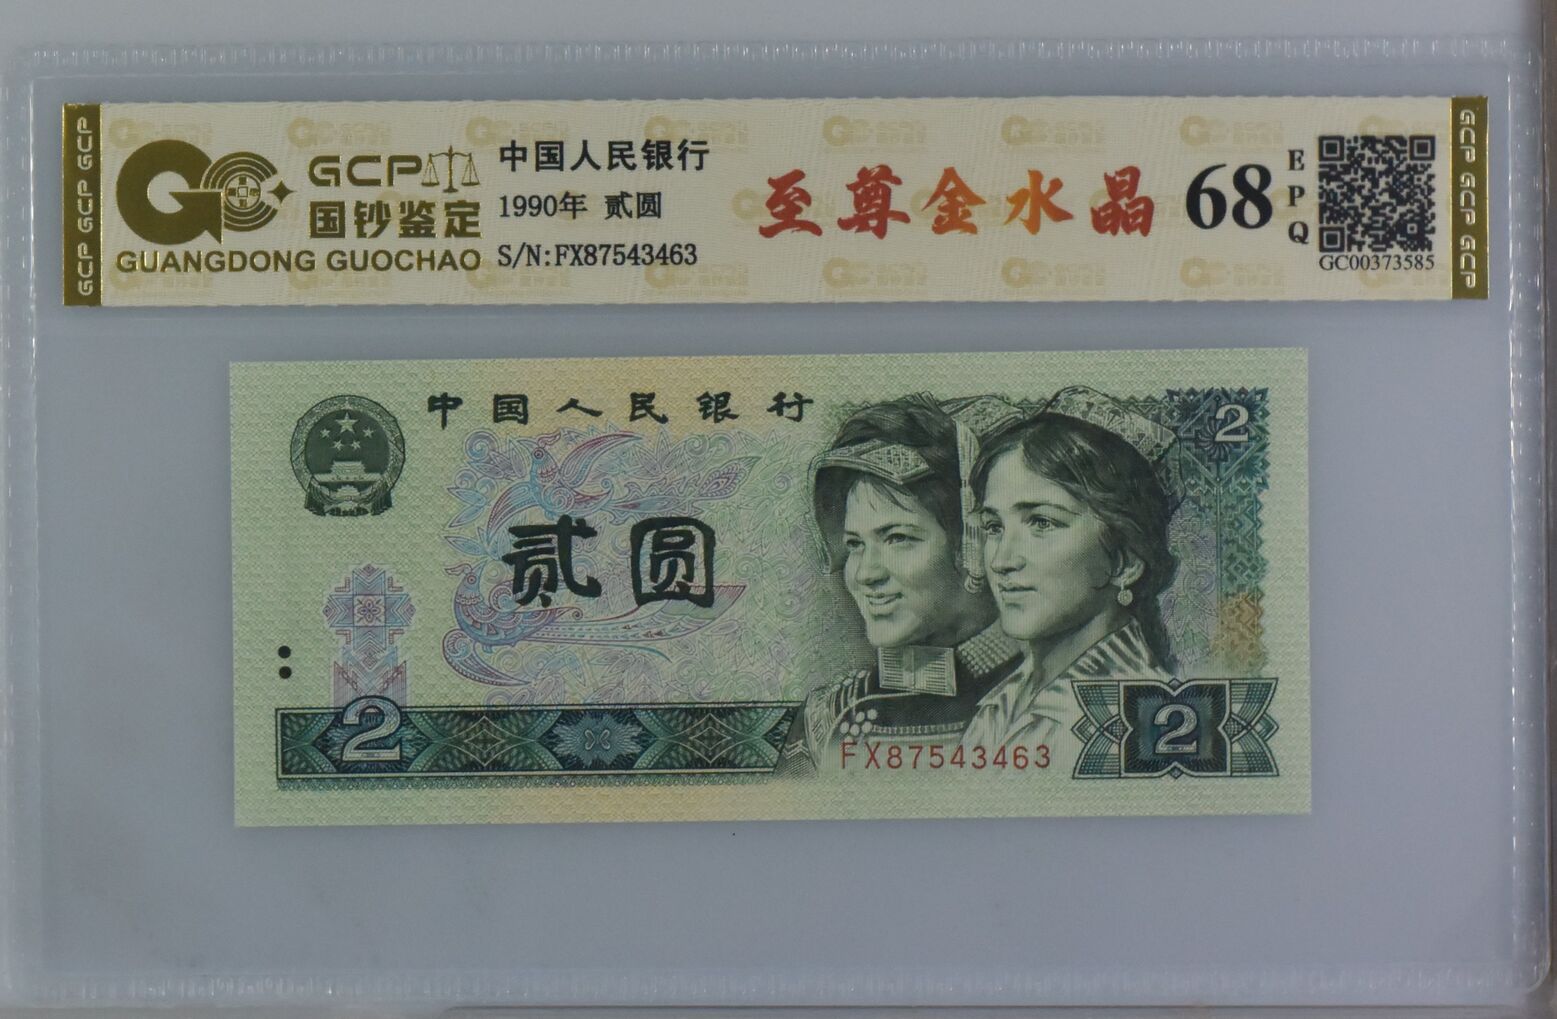 GCP GCP GCP
GCP
国钞鉴定
GUANGDONG GUOCHAO
中国人民银行
1990年 贰圆
S/N:FX87543463
至尊金水晶
68
EPQ
GC00373585
GCP GCP GCP
中国人民银行
2
贰圆
2
FX87543463
2